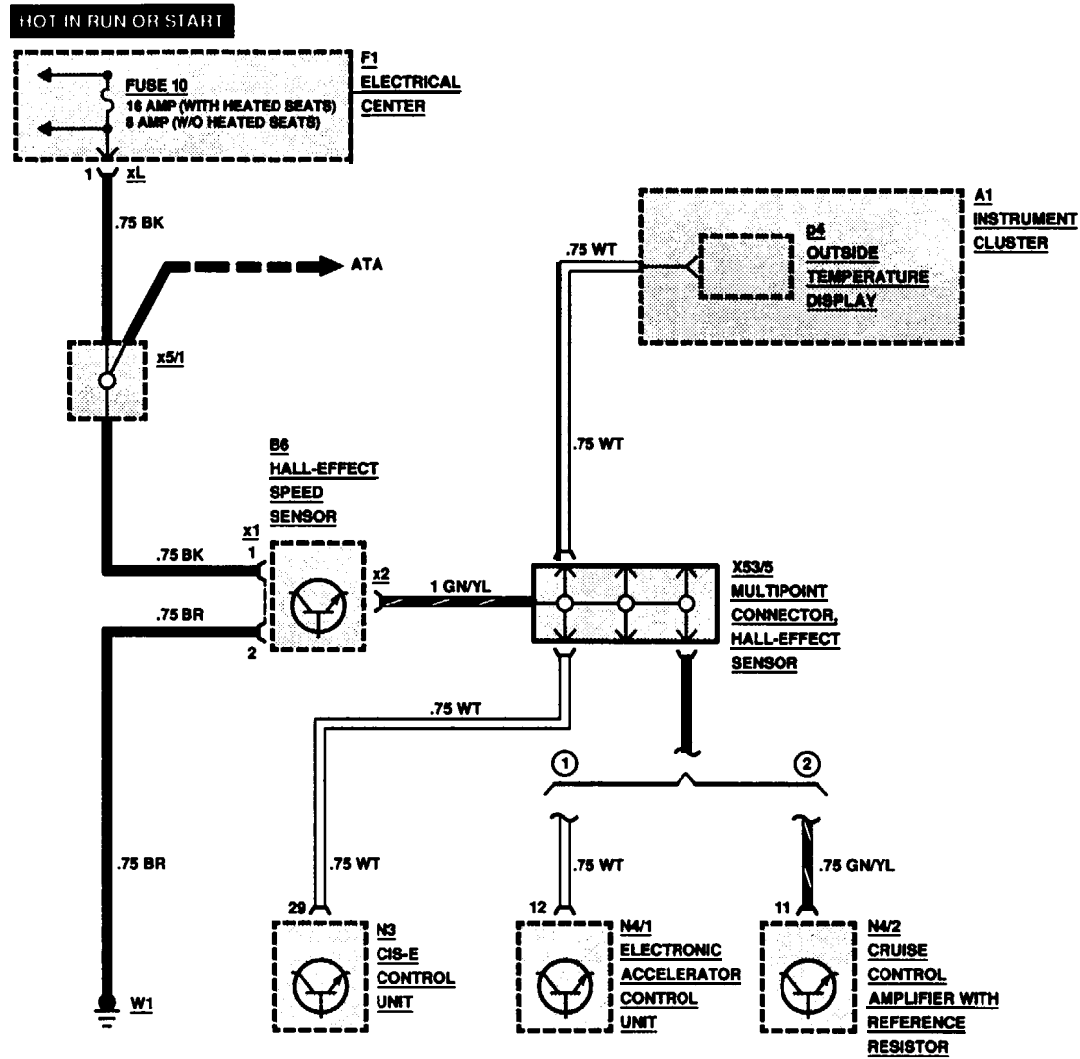 HOT IN RUN OR START
F1
ELECTRICAL
CENTER
FUSE 10
16 AMP (WITH HEATED SEATS)
8 AMP (W/O HEATED SEATS)
1
xL
.75 BK
ATA
x5/1
A1
INSTRUMENT
CLUSTER
p4
OUTSIDE
TEMPERATURE
DISPLAY
.75 WT
.75 WT
B6
HALL-EFFECT
SPEED
SENSOR
x1
1
.75 BK
x2
1 GN/YL
.75 BR
2
X53/5
MULTIPOINT
CONNECTOR,
HALL-EFFECT
SENSOR
.75 WT
1
2
.75 BR
.75 WT
.75 WT
.75 GN/YL
29
12
11
N3
CIS-E
CONTROL
UNIT
N4/1
ELECTRONIC
ACCELERATOR
CONTROL
UNIT
N4/2
CRUISE
CONTROL
AMPLIFIER WITH
REFERENCE
RESISTOR
W1